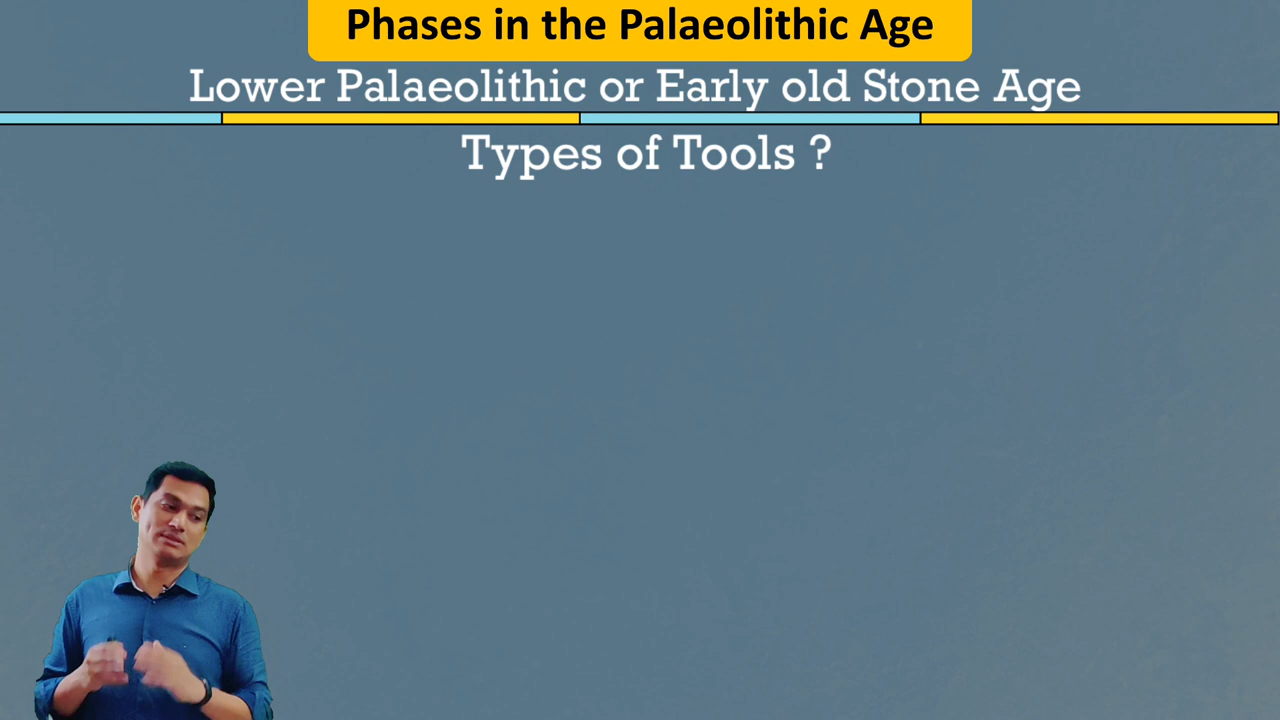 Phases in the Palaeolithic Age
Lower Palaeolithic or Early old Stone Age
Types of Tools ?